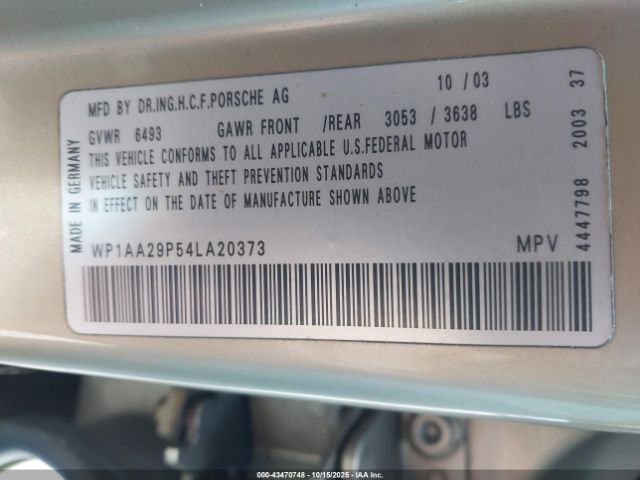 MFD BY DR.ING.H.C.F.PORSCHE AG 10 / 03
GVWR 6493 GAWR FRONT /REAR 3053 / 3638 LBS
THIS VEHICLE CONFORMS TO ALL APPLICABLE U.S.FEDERAL MOTOR
VEHICLE SAFETY AND THEFT PREVENTION STANDARDS
IN EFFECT ON THE DATE OF MANUFACTURE SHOWN ABOVE
WP1AA29P54LA20373 MPV
MADE IN GERMANY
4447798 2003 37
000-43470748 - 10/15/2025 - IAA Inc.